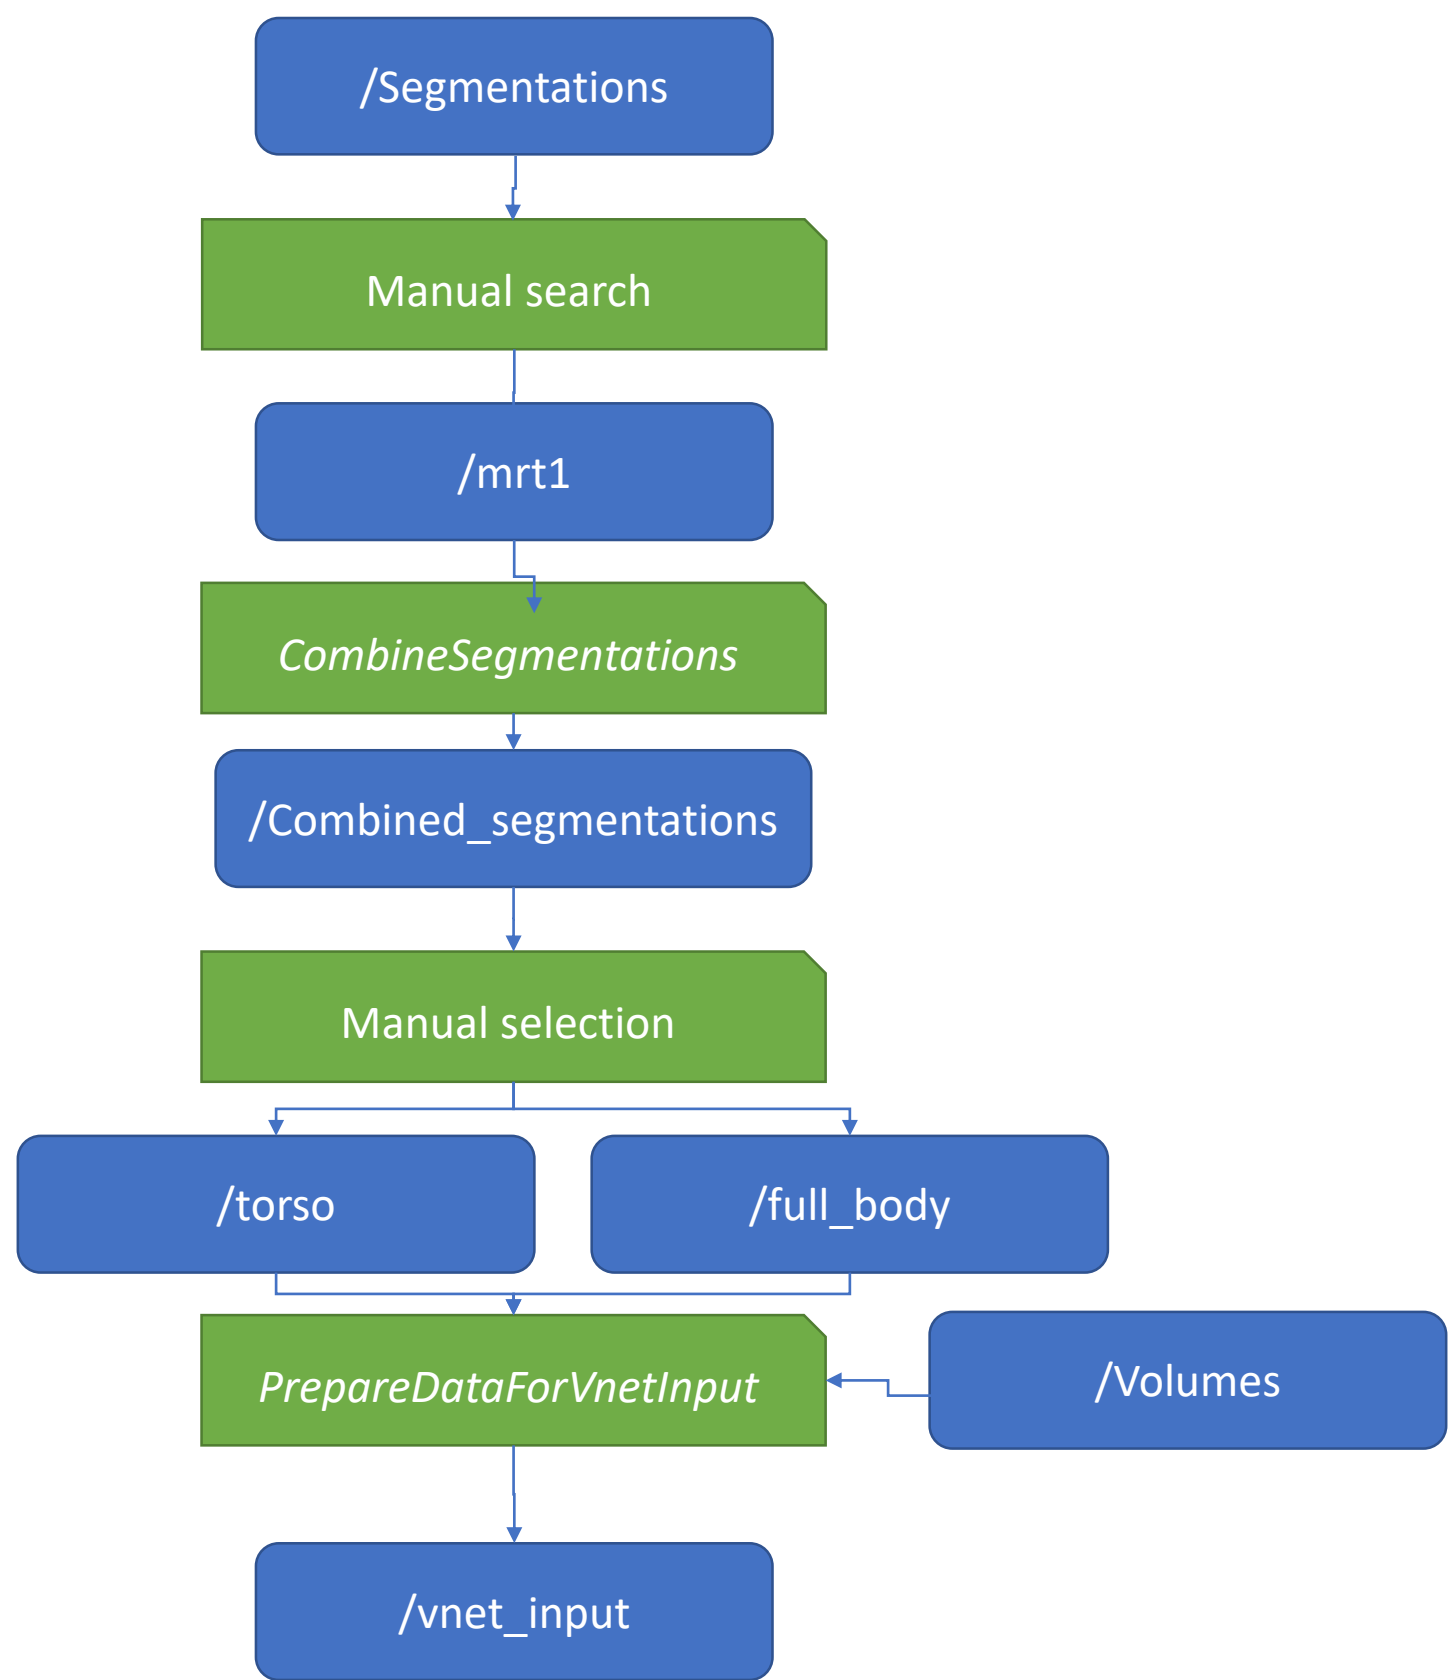 /Segmentations
Manual search
/mrt1
CombineSegmentations
/Combined_segmentations
Manual selection
/torso
/full_body
PrepareDataForVnetInput
/Volumes
/vnet_input